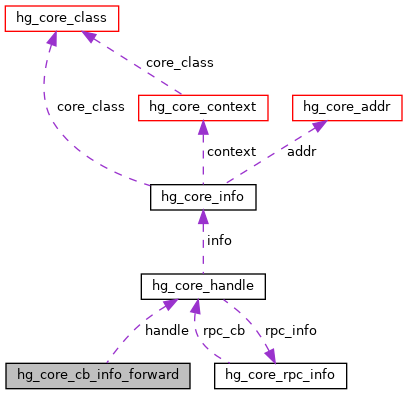 hg_core_class
core_class
core_class
hg_core_context
hg_core_addr
context
addr
hg_core_info
info
hg_core_handle
handle
rpc_cb
rpc_info
hg_core_cb_info_forward
hg_core_rpc_info